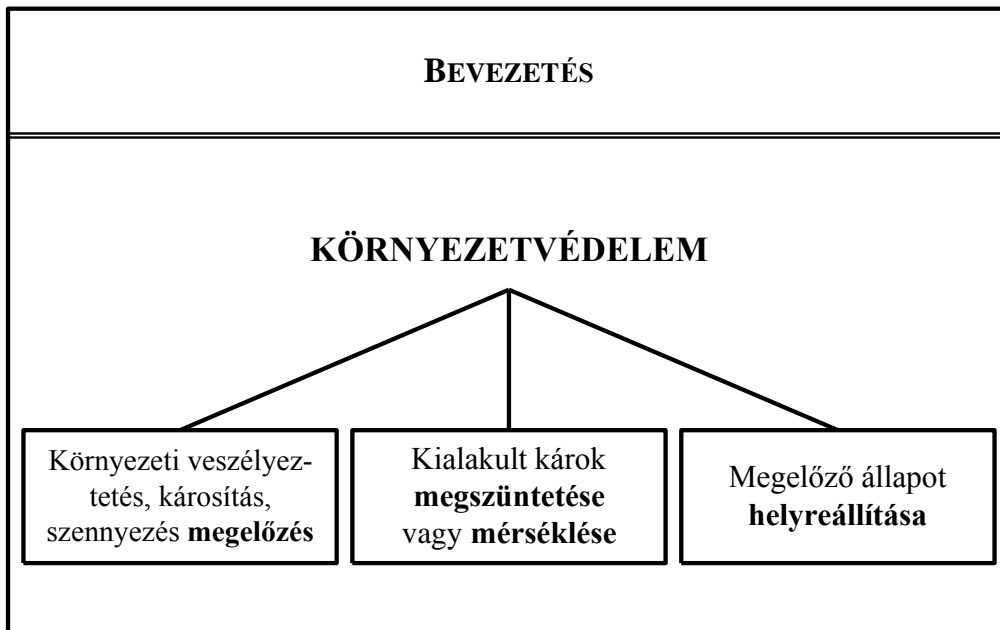 BEVEZETÉS
KÖRNYEZETVÉDELEM
Környezeti veszélyez-
tetés, károsítás,
szennyezés megelőzés
Kialakult károk
megszüntetése
vagy mérséklése
Megelőző állapot
helyreállítása